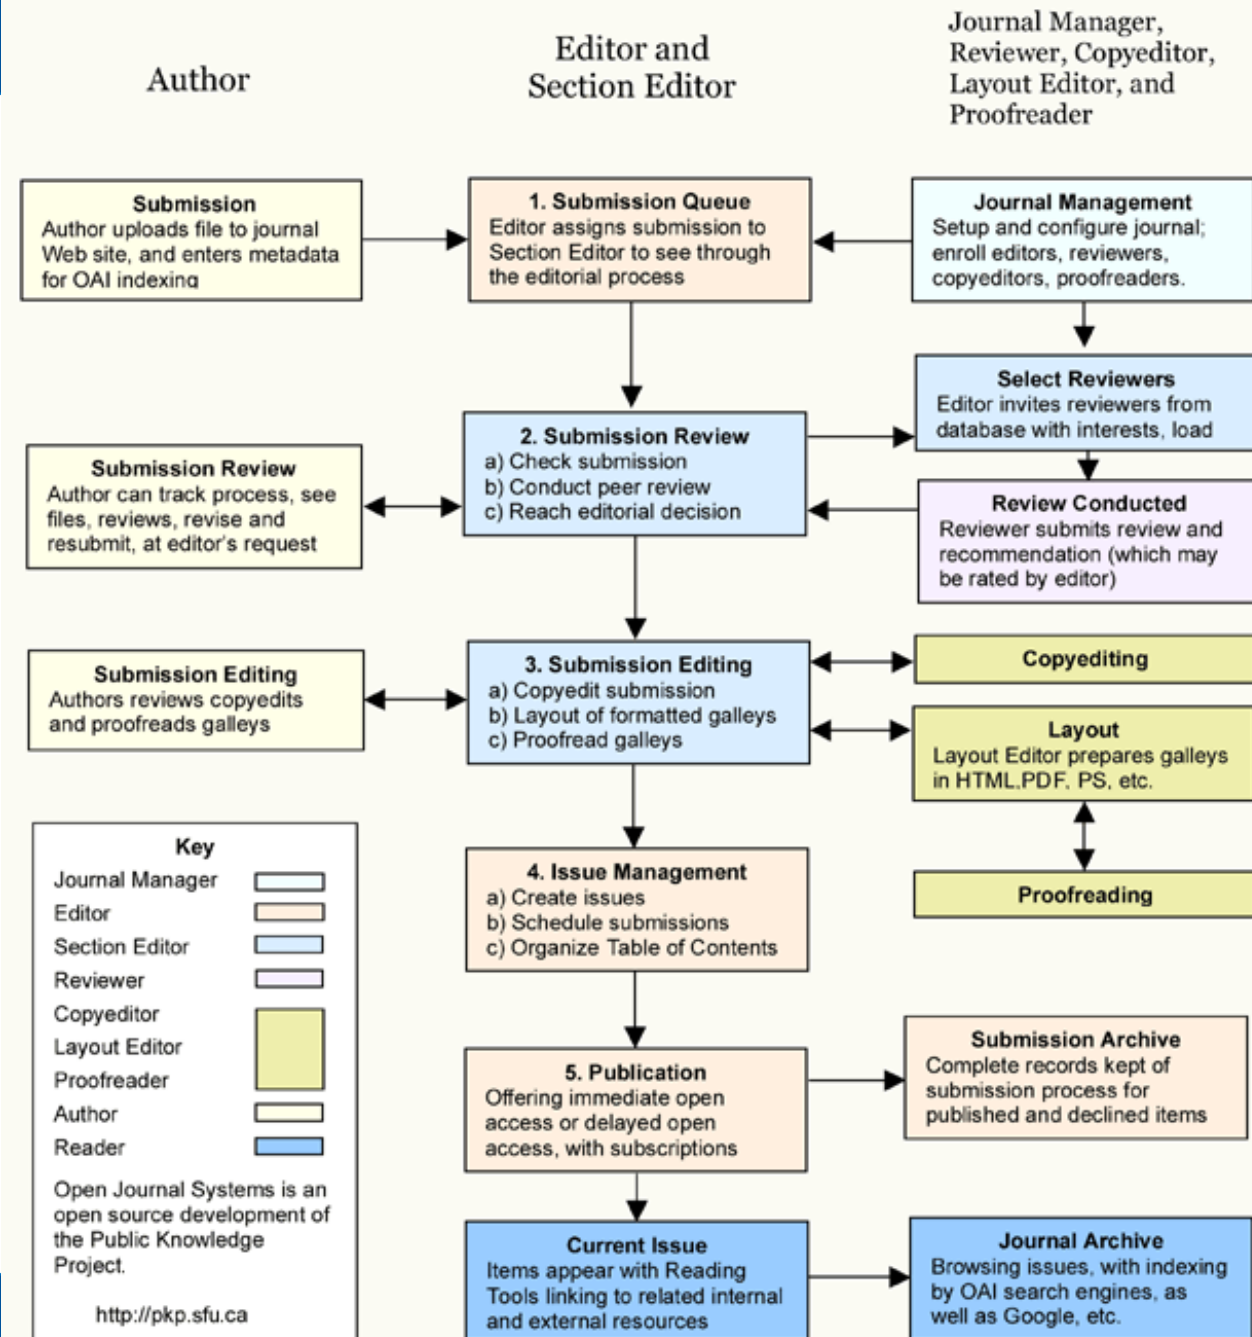 Author
Editor and
Section Editor
Journal Manager,
Reviewer, Copyeditor,
Layout Editor, and
Proofreader
Submission
Author uploads file to journal
Web site, and enters metadata
for OAI indexing
1. Submission Queue
Editor assigns submission to
Section Editor to see through
the editorial process
Journal Management
Setup and configure journal;
enroll editors, reviewers,
copyeditors, proofreaders.
Select Reviewers
Editor invites reviewers from
database with interests, load
2. Submission Review
a) Check submission
b) Conduct peer review
c) Reach editorial decision
Submission Review
Author can track process, see
files, reviews, revise and
resubmit, at editor's request
Review Conducted
Reviewer submits review and
recommendation (which may
be rated by editor)
Submission Editing
Authors reviews copyedits
and proofreads galleys
3. Submission Editing
a) Copyedit submission
b) Layout of formatted galleys
c) Proofread galleys
Copyediting
Layout
Layout Editor prepares galleys
in HTML,PDF, PS, etc.
Proofreading
Key
Journal Manager
Editor
Section Editor
Reviewer
Copyeditor
Layout Editor
Proofreader
Author
Reader
Open Journal Systems is an
open source development of
the Public Knowledge
Project.
http://pkp.sfu.ca
4. Issue Management
a) Create issues
b) Schedule submissions
c) Organize Table of Contents
5. Publication
Offering immediate open
access or delayed open
access, with subscriptions
Submission Archive
Complete records kept of
submission process for
published and declined items
Current Issue
Items appear with Reading
Tools linking to related internal
and external resources
Journal Archive
Browsing issues, with indexing
by OAI search engines, as
well as Google, etc.